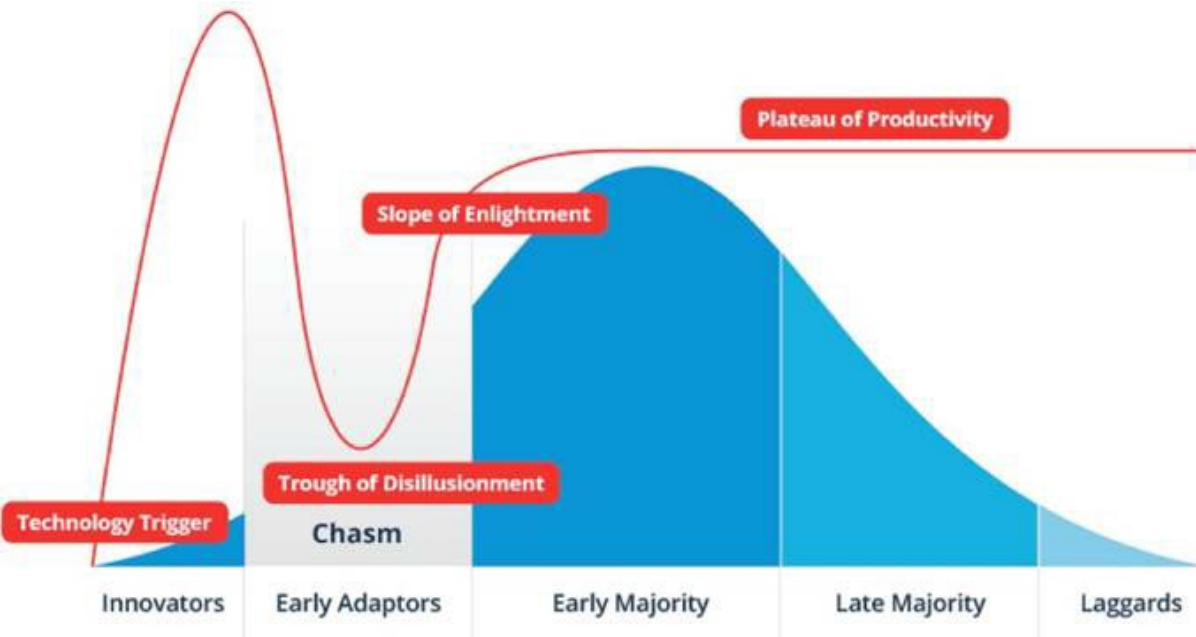 Plateau of Productivity
Slope of Enlightment
Trough of Disillusionment
Technology Trigger
Chasm
Innovators
Early Adaptors
Early Majority
Late Majority
Laggards